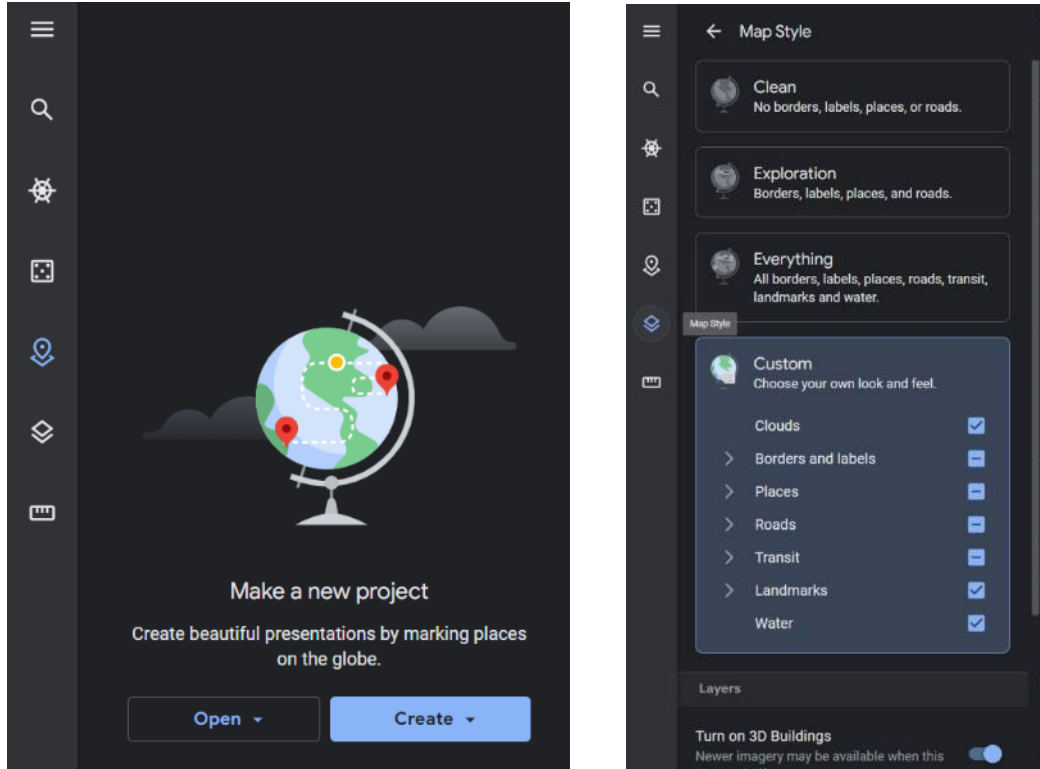 Make a new project
Create beautiful presentations by marking places
on the globe.
Open
Create
Map Style
Clean
No borders, labels, places, or roads.
Exploration
Borders, labels, places, and roads.
Everything
All borders, labels, places, roads, transit,
landmarks and water.
Map Style
Custom
Choose your own look and feel.
Clouds
Borders and labels
Places
Roads
Transit
Landmarks
Water
Layers
Turn on 3D Buildings
Newer imagery may be available when this